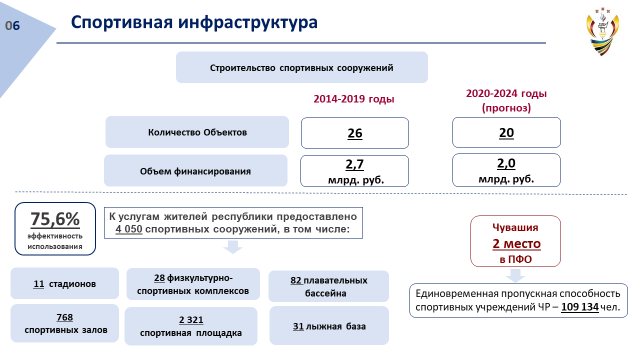 06
Спортивная инфраструктура
Строительство спортивных сооружений
2014-2019 годы
2020-2024 годы
(прогноз)
Количество Объектов
26
20
Объем финансирования
2,7
млрд. руб.
2,0
млрд. руб.
75,6%
эффективность
использования
К услугам жителей республики предоставлено
4 050 спортивных сооружений, в том числе:
Чувашия
2 место
в ПФО
11 стадионов
28 физкультурно-
спортивных комплексов
82 плавательных
бассейна
768
спортивных залов
2 321
спортивная площадка
31 лыжная база
Единовременная пропускная способность
спортивных учреждений ЧР – 109 134 чел.